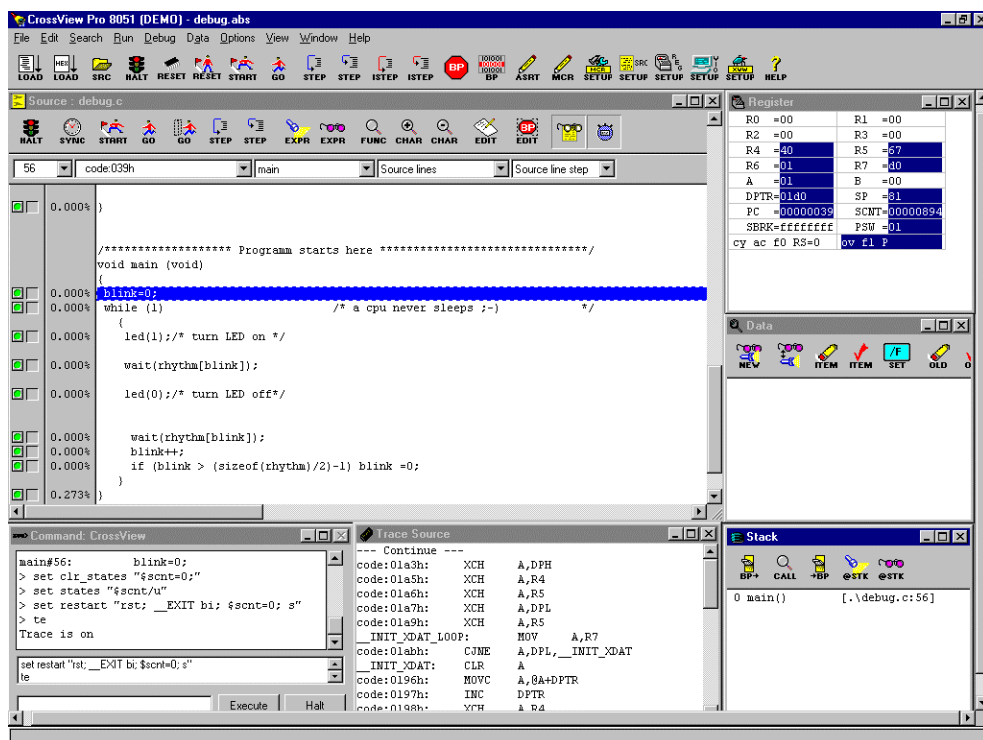 CrossView Pro 8051 (DEMO) - debug.abs
File Edit Search Run Debug Data Options View Window Help
LOAD LOAD SRC HALT RESET RESET START GO STEP STEP ISTEP ISTEP BP BP ASRT MCR SETUP SETUP SETUP SETUP SETUP HELP
Source : debug.c
HALT SYNC START GO GO STEP STEP EXPR EXPR FUNC CHAR CHAR EDIT EDIT
56 code:039h main Source lines Source line step
0.000% }
/******************* Programm starts here *******************************/
void main (void)
{
0.000% blink=0;
0.000% while (1) /* a cpu never sleeps ;-) */
{
0.000% led(1);/* turn LED on */
0.000% wait(rhythm[blink]);
0.000% led(0);/* turn LED off*/
0.000% wait(rhythm[blink]);
0.000% blink++;
0.000% if (blink > (sizeof(rhythm)/2)-1) blink =0;
}
0.273% }
Register
R0 =00 R1 =00
R2 =00 R3 =00
R4 =40 R5 =67
R6 =01 R7 =d0
A =01 B =00
DPTR=01d0 SP =81
PC =00000039 SCNT=00000894
SBRK=ffffffff PSW =01
cy ac f0 RS=0 ov f1 P
Data
NEW ITEM ITEM /F SET OLD
Command: CrossView
main#56: blink=0;
> set clr_states "$scnt=0;"
> set states "$scnt/u"
> set restart "rst; __EXIT bi; $scnt=0; s"
> te
Trace is on
set restart "rst; __EXIT bi; $scnt=0; s"
te
Execute Halt
Trace Source
--- Continue ---
code:01a3h: XCH A,DPH
code:01a5h: XCH A,R4
code:01a6h: XCH A,R5
code:01a7h: XCH A,DPL
code:01a9h: XCH A,R5
__INIT_XDAT_LOOP: MOV A,R7
code:01abh: CJNE A,DPL,__INIT_XDAT
__INIT_XDAT: CLR A
code:0196h: MOVC A,@A+DPTR
code:0197h: INC DPTR
code:0198h: XCH A,R4
Stack
BP→ CALL →BP @STK @STK
0 main() [.\debug.c:56]